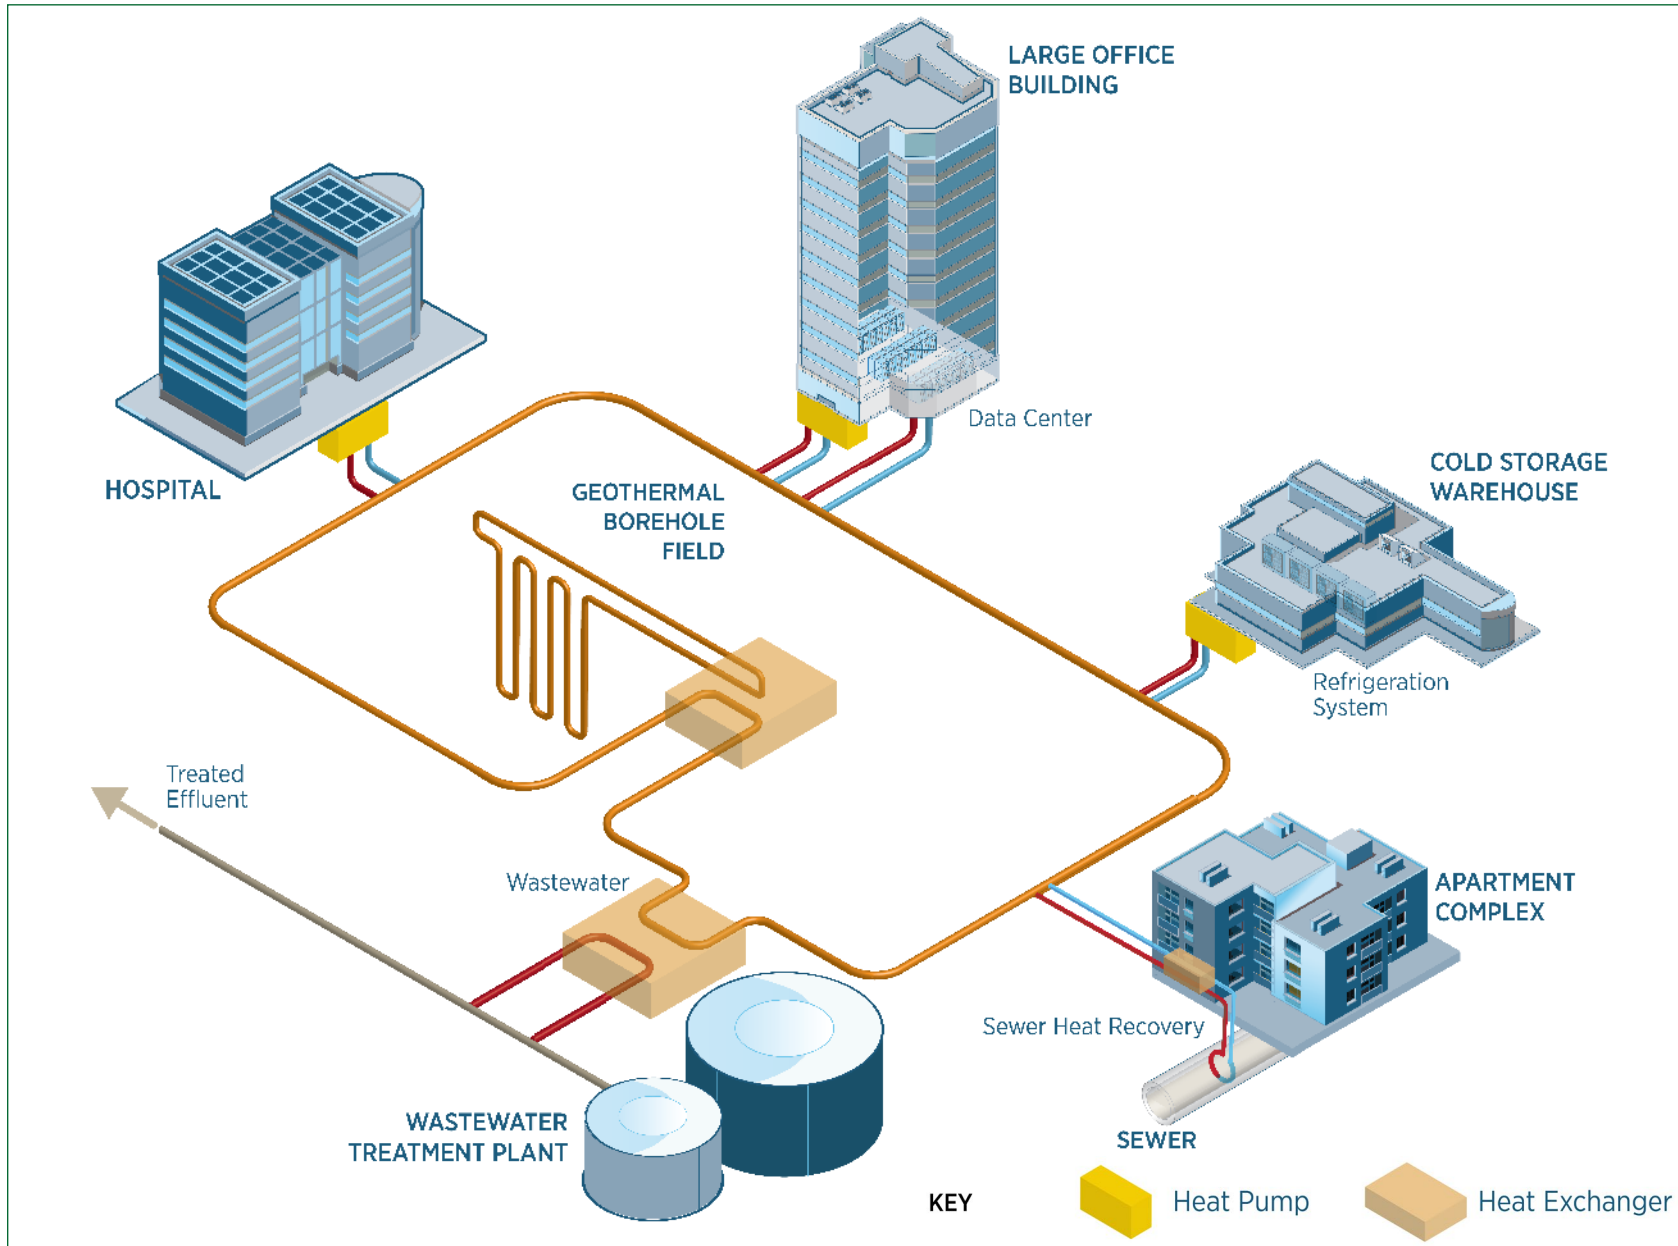 LARGE OFFICE
BUILDING
Data Center
HOSPITAL
GEOTHERMAL
BOREHOLE
FIELD
COLD STORAGE
WAREHOUSE
Refrigeration
System
Treated
Effluent
Wastewater
APARTMENT
COMPLEX
Sewer Heat Recovery
WASTEWATER
TREATMENT PLANT
SEWER
KEY
Heat Pump
Heat Exchanger